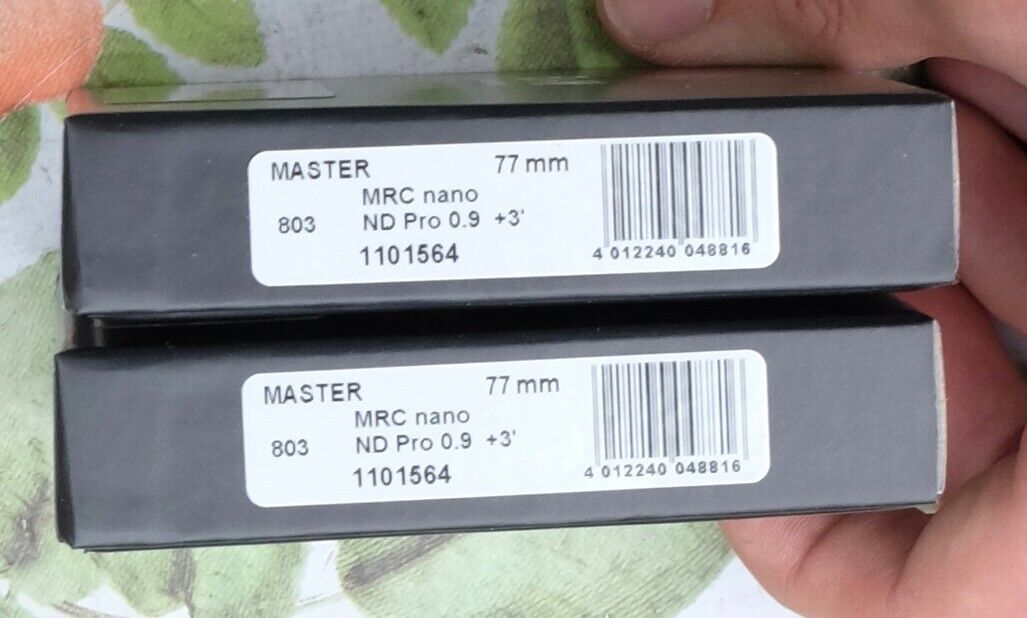 MASTER 77 mm
MRC nano
803 ND Pro 0.9 +3'
1101564
4 012240 048816
MASTER 77 mm
MRC nano
803 ND Pro 0.9 +3'
1101564
4 012240 048816